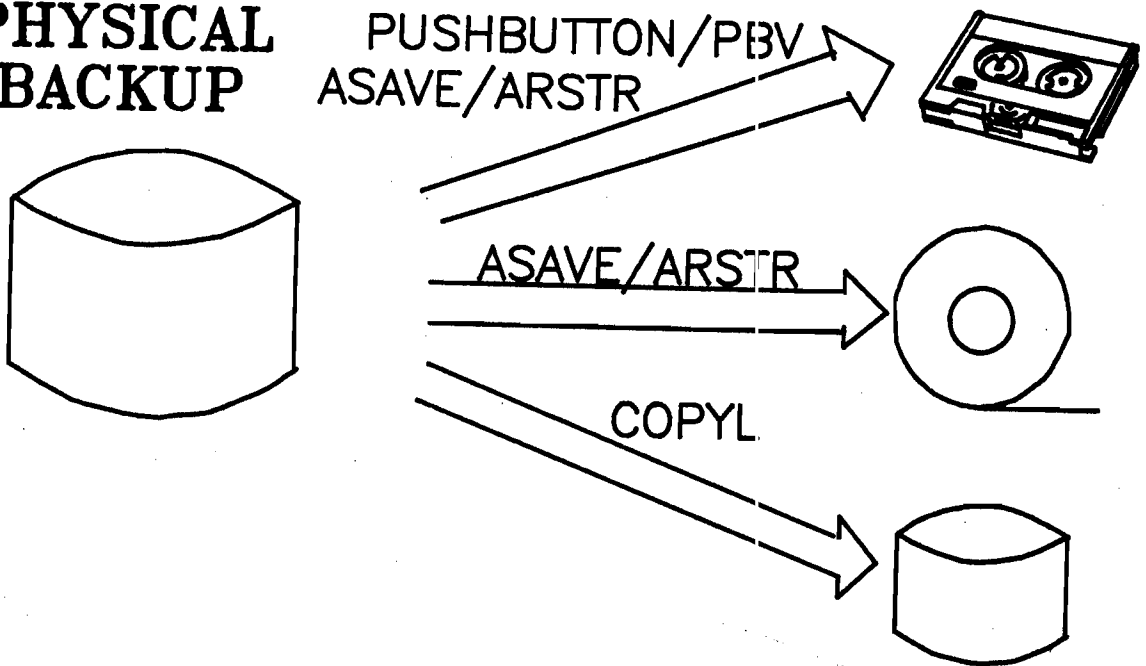 PHYSICAL
BACKUP
PUSHBUTTON/PBV
ASAVE/ARSTR
ASAVE/ARSTR
COPYL